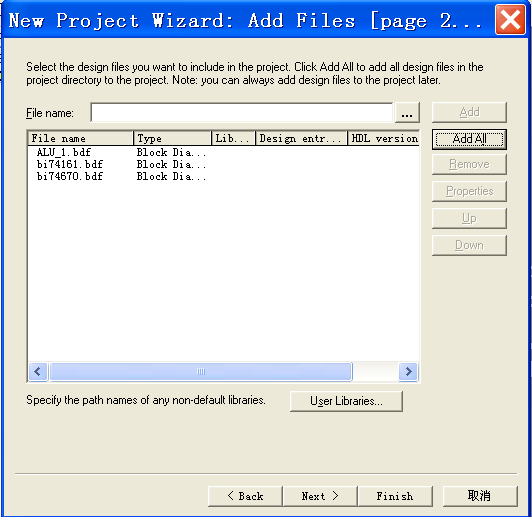 New Project Wizard: Add Files [page 2...
Select the design files you want to include in the project. Click Add All to add all design files in the
project directory to the project. Note: you can always add design files to the project later.
File name: ... Add
File name Type Lib... Design entr... HDL version
Add All
ALU_1.bdf Block Dia...
bi74161.bdf Block Dia...
bi74670.bdf Block Dia...
Remove
Properties
Up
Down
Specify the path names of any non-default libraries. User Libraries...
< Back Next > Finish 取消